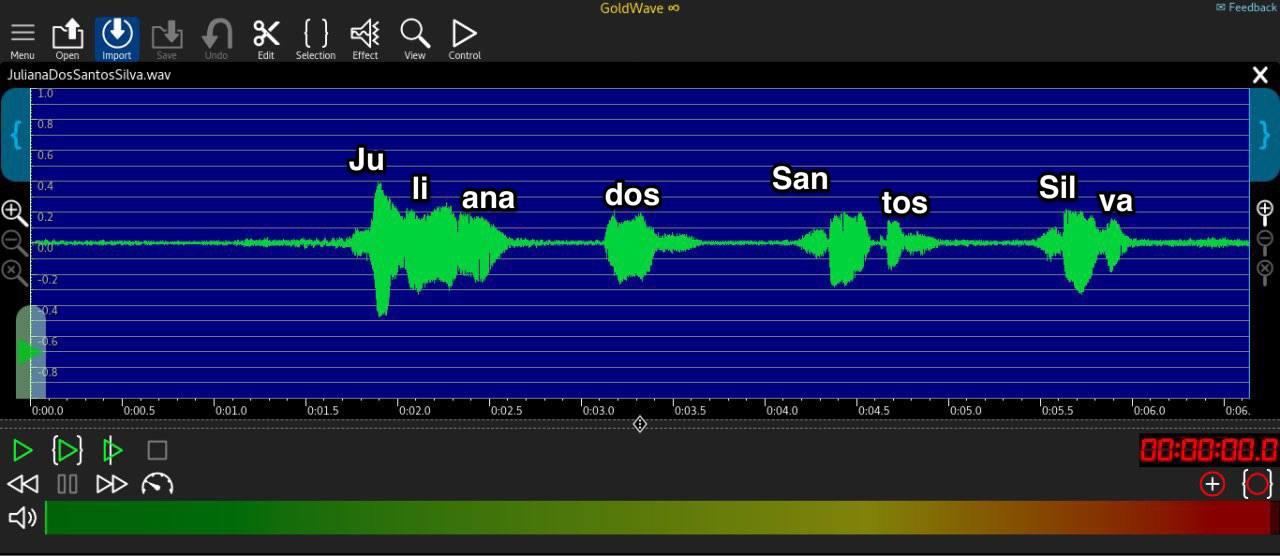 GoldWave ∞
✉ Feedback
Menu Open Import Save Undo Edit Selection Effect View Control
JulianaDosSantosSilva.wav
1.0
0.8
0.6
0.4
0.2
0.0
-0.2
-0.4
-0.6
-0.8
Ju li ana dos San tos Sil va
0:00.0 0:00.5 0:01.0 0:01.5 0:02.0 0:02.5 0:03.0 0:03.5 0:04.0 0:04.5 0:05.0 0:05.5 0:06.0 0:06.
00:00:00.0